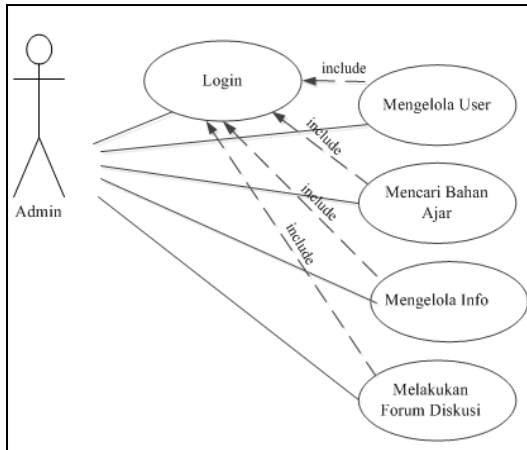 Login
include
Mengelola User
include
Mencari Bahan
Ajar
Admin
include
include
Mengelola Info
Melakukan
Forum Diskusi